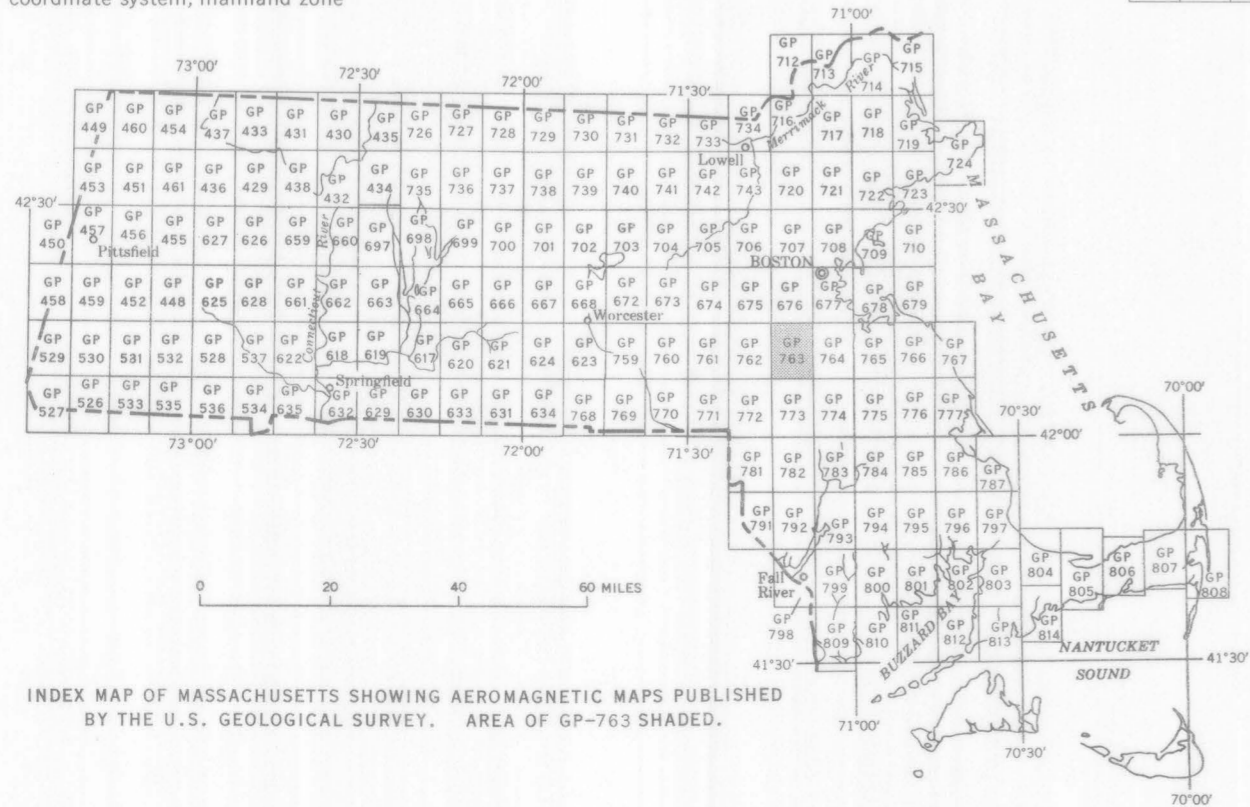 coordinate system, mainland zone
71°00'
GP 712 GP 713 GP 714 GP 715
River
73°00' 72°30' 72°00' 71°30'
GP 449 GP 460 GP 454 GP 437 GP 433 GP 431 GP 430 GP 435 GP 726 GP 727 GP 728 GP 729 GP 730 GP 731 GP 732 GP 733 GP 734 GP 716 GP 717 GP 718 GP 719
Merrimack
Lowell
GP 724
GP 453 GP 451 GP 461 GP 436 GP 429 GP 438 GP 432 GP 434 GP 735 GP 736 GP 737 GP 738 GP 739 GP 740 GP 741 GP 742 GP 743 GP 720 GP 721 GP 722 GP 723
42°30' 42°30'
GP 450 GP 457 GP 456 GP 455 GP 627 GP 626 GP 659 GP 660 GP 697 GP 698 GP 699 GP 700 GP 701 GP 702 GP 703 GP 704 GP 705 GP 706 GP 707 GP 708 GP 709 GP 710
Pittsfield
River
BOSTON
MASSACHUSETTS
BAY
GP 458 GP 459 GP 452 GP 448 GP 625 GP 628 GP 661 GP 662 GP 663 GP 664 GP 665 GP 666 GP 667 GP 668 GP 672 GP 673 GP 674 GP 675 GP 676 GP 677 GP 678 GP 679
Connecticut
Worcester
GP 529 GP 530 GP 531 GP 532 GP 528 GP 537 GP 622 GP 618 GP 619 GP 617 GP 620 GP 621 GP 624 GP 623 GP 759 GP 760 GP 761 GP 762 GP 763 GP 764 GP 765 GP 766 GP 767
Springfield
GP 527 GP 526 GP 533 GP 535 GP 536 GP 534 GP 635 GP 632 GP 629 GP 630 GP 633 GP 631 GP 634 GP 768 GP 769 GP 770 GP 771 GP 772 GP 773 GP 774 GP 775 GP 776 GP 777
70°00'
70°30'
73°00' 72°30' 72°00' 71°30' 42°00'
GP 781 GP 782 GP 783 GP 784 GP 785 GP 786 GP 787
GP 791 GP 792 GP 793 GP 794 GP 795 GP 796 GP 797
GP 799 GP 800 GP 801 GP 802 GP 803 GP 804 GP 805 GP 806 GP 807 GP 808
Fall
River
0 20 40 60 MILES
GP 798 GP 809 GP 810 GP 811 GP 812 GP 813 GP 814
BUZZARD BAY
NANTUCKET
SOUND
41°30' 41°30'
INDEX MAP OF MASSACHUSETTS SHOWING AEROMAGNETIC MAPS PUBLISHED
BY THE U.S. GEOLOGICAL SURVEY. AREA OF GP-763 SHADED.
71°00'
70°30'
70°00'